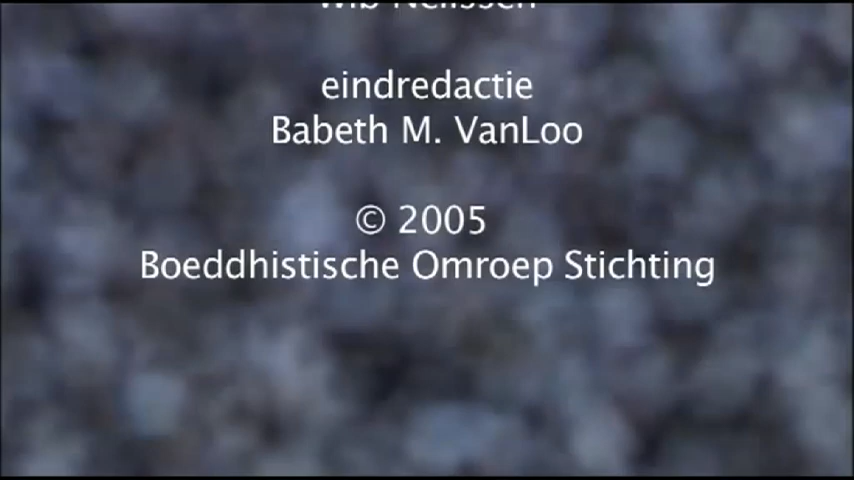 eindredactie
Babeth M. VanLoo
© 2005
Boeddhistische Omroep Stichting